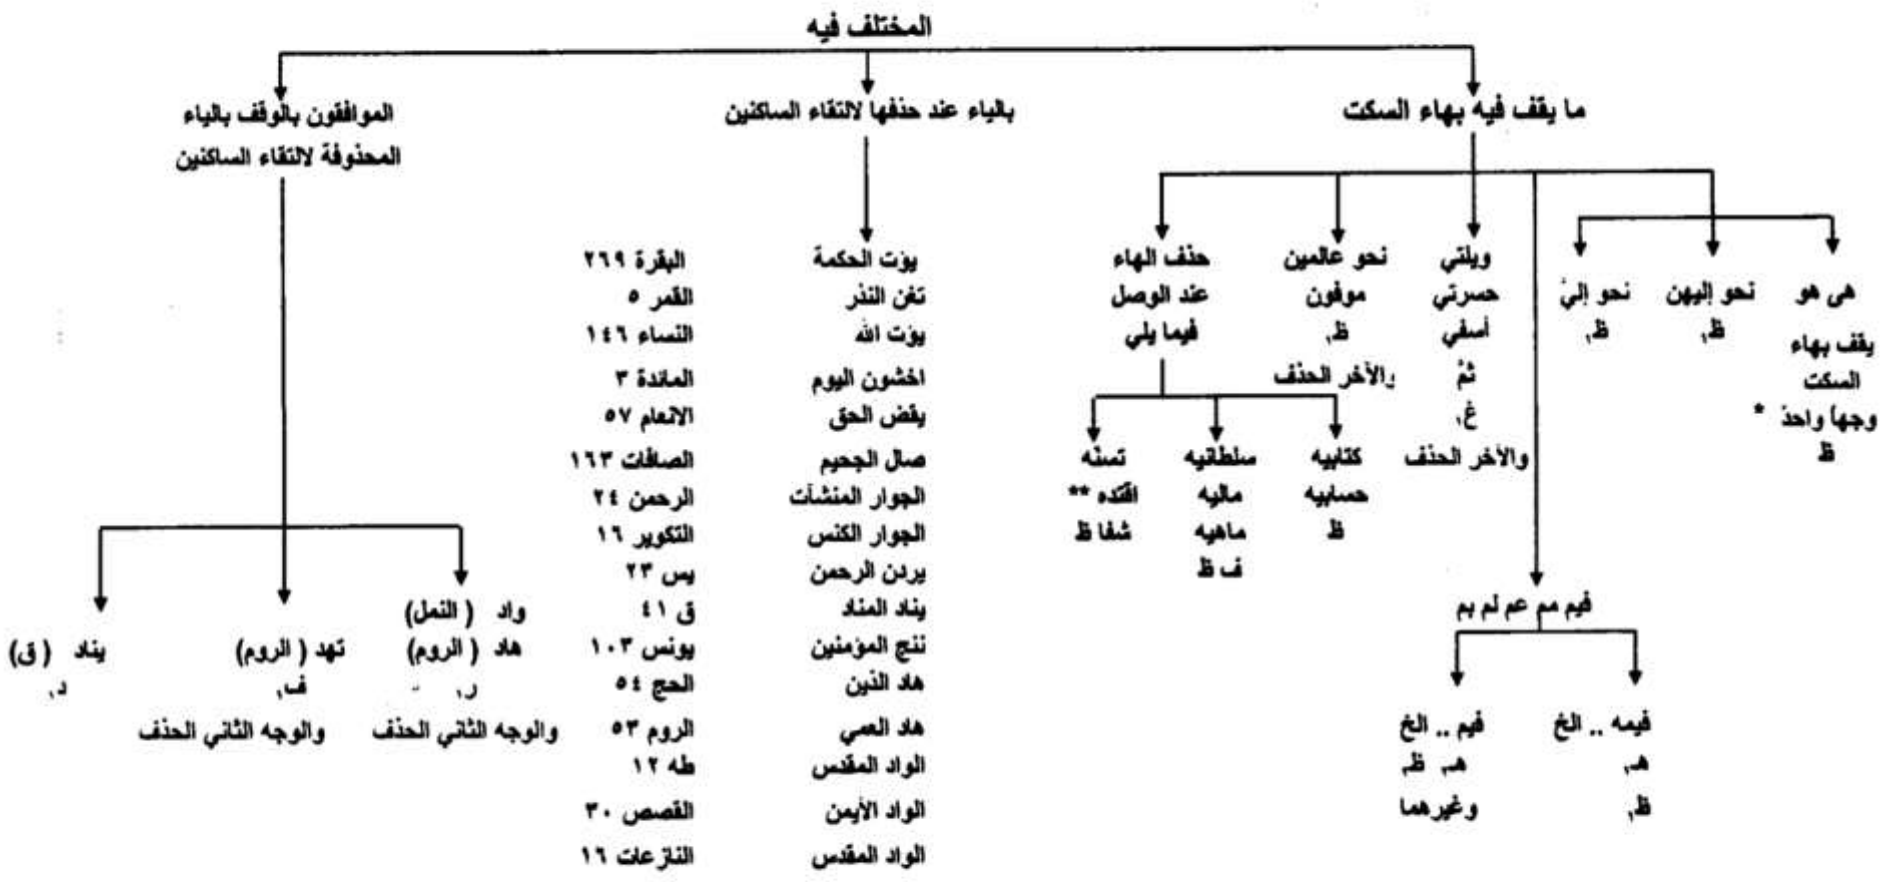 المختلف فيه
ما يقف فيه بهاء السكت
هى هو
يقف بهاء
السكت
وجهاً واحدً *
ظ
نحو إليهن
ظ,
نحو إليّ
ظ,
فيم مم عم لم بم
فيمه .. الخ
هـ,
ظ,
فيم .. الخ
هـ, ظ,
وغيرهما
ويلتي
حسرتي
أسفي
ثمّ
غ,
والآخر الحذف
نحو عالمين
موفون
ظ,
والآخر الحذف
حذف الهاء
عند الوصل
فيما يلي
كتابيه
حسابيه
ظ
سلطانيه
ماليه
ماهيه
ف ظ
تسنّه
اقتده **
شفا ظ
بالياء عند حذفها لالتقاء الساكنين
يؤت الحكمة البقرة ٢٦٩
تغن النذر القمر ٥
يؤت الله النساء ١٤٦
اخشون اليوم المائدة ٣
يقض الحق الانعام ٥٧
صال الجحيم الصافات ١٦٣
الجوار المنشآت الرحمن ٢٤
الجوار الكنس التكوير ١٦
يردن الرحمن يس ٢٣
يناد المناد ق ٤١
ننج المؤمنين يونس ١٠٣
هاد الذين الحج ٥٤
هاد العمي الروم ٥٣
الواد المقدس طه ١٢
الواد الأيمن القصص ٣٠
الواد المقدس النازعات ١٦
الموافقون بالوقف بالياء
المحذوفة لالتقاء الساكنين
واد ( النمل)
هاد ( الروم)
ر,
والوجه الثاني الحذف
تهد ( الروم)
ف,
والوجه الثاني الحذف
يناد ( ق)
د,